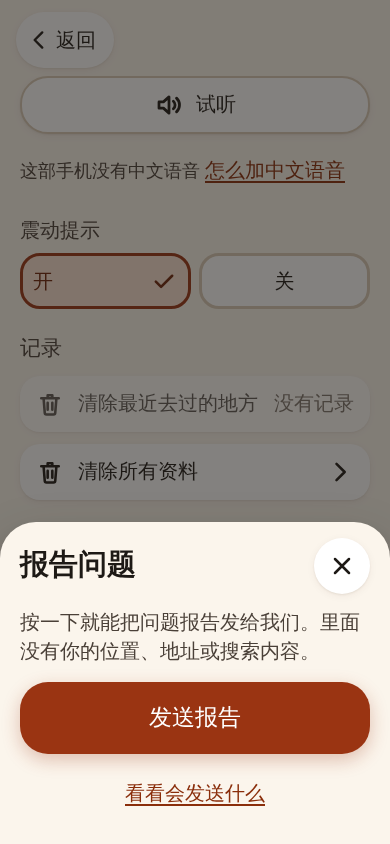 返回
试听
这部手机没有中文语音 怎么加中文语音
震动提示
开
关
记录
清除最近去过的地方 没有记录
清除所有资料
报告问题
按一下就能把问题报告发给我们。里面
没有你的位置、地址或搜索内容。
发送报告
看看会发送什么